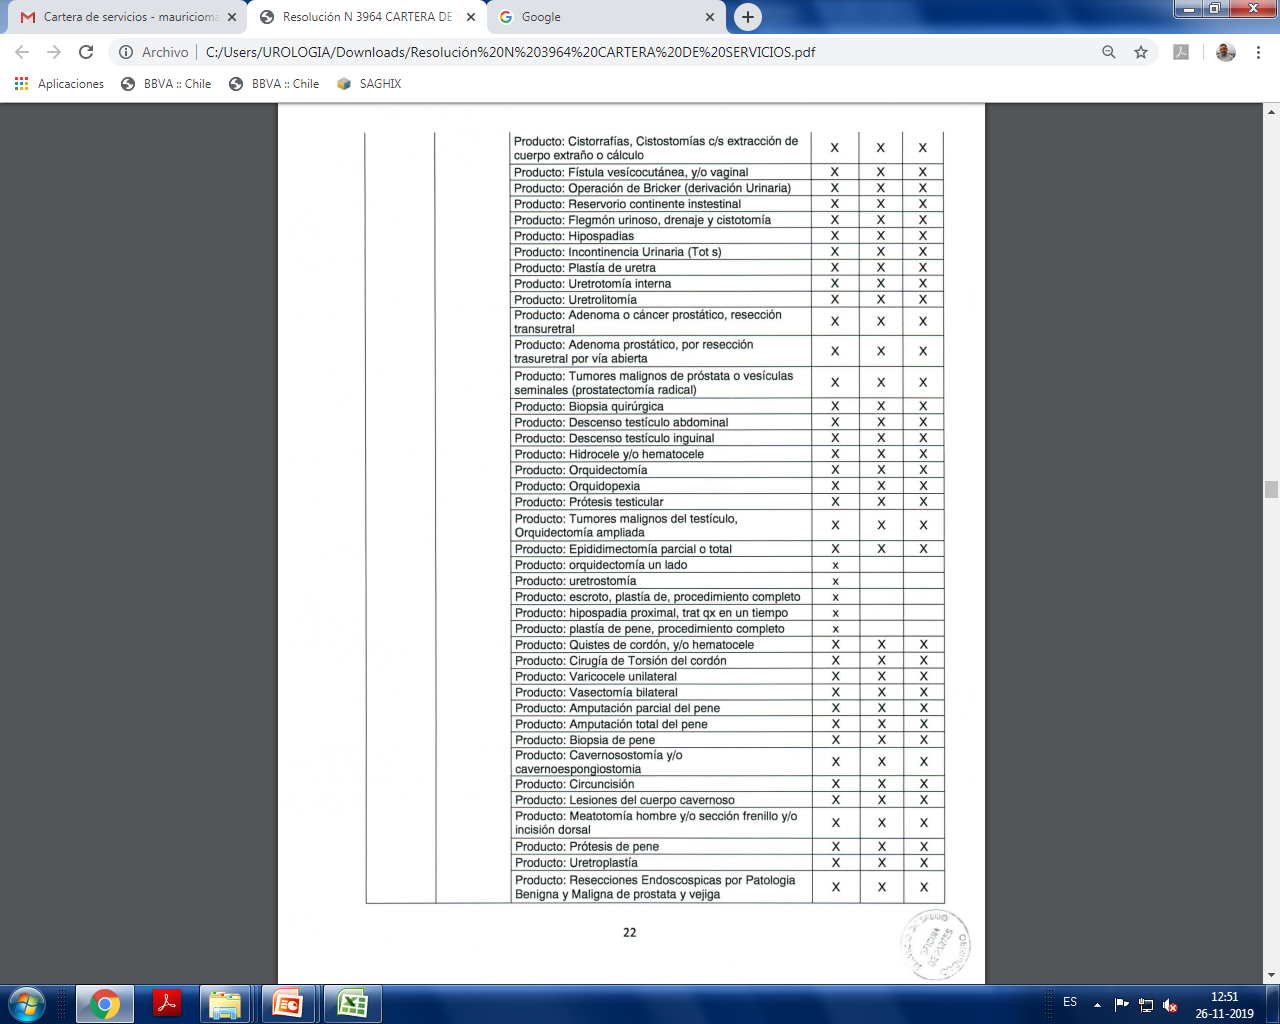 Cartera de servicios - mauricioma
Resolución N 3964 CARTERA DE
Google
Archivo
C:/Users/UROLOGIA/Downloads/Resolución%20N%203964%20CARTERA%20DE%20SERVICIOS.pdf
Aplicaciones
BBVA :: Chile
BBVA :: Chile
SAGHIX
Producto: Cistorrafías, Cistostomías c/s extracción de
cuerpo extraño o cálculo X X X
Producto: Fístula vesícocutánea, y/o vaginal X X X
Producto: Operación de Bricker (derivación Urinaria) X X X
Producto: Reservorio continente instestinal X X X
Producto: Flegmón urinoso, drenaje y cistotomía X X X
Producto: Hipospadias X X X
Producto: Incontinencia Urinaria (Tot s) X X X
Producto: Plastía de uretra X X X
Producto: Uretrotomía interna X X X
Producto: Uretrolitomía X X X
Producto: Adenoma o cáncer prostático, resección
transuretral X X X
Producto: Adenoma prostático, por resección
trasuretral por vía abierta X X X
Producto: Tumores malignos de próstata o vesículas
seminales (prostatectomía radical) X X X
Producto: Biopsia quirúrgica X X X
Producto: Descenso testículo abdominal X X X
Producto: Descenso testículo inguinal X X X
Producto: Hidrocele y/o hematocele X X X
Producto: Orquidectomía X X X
Producto: Orquidopexia X X X
Producto: Prótesis testicular X X X
Producto: Tumores malignos del testículo,
Orquidectomía ampliada X X X
Producto: Epididimectomía parcial o total X X X
Producto: orquidectomía un lado x
Producto: uretrostomía x
Producto: escroto, plastía de, procedimiento completo x
Producto: hipospadia proximal, trat qx en un tiempo x
Producto: plastía de pene, procedimiento completo x
Producto: Quistes de cordón, y/o hematocele X X X
Producto: Cirugía de Torsión del cordón X X X
Producto: Varicocele unilateral X X X
Producto: Vasectomía bilateral X X X
Producto: Amputación parcial del pene X X X
Producto: Amputación total del pene X X X
Producto: Biopsia de pene X X X
Producto: Cavernosostomía y/o
cavernoespongiostomia X X X
Producto: Circuncisión X X X
Producto: Lesiones del cuerpo cavernoso X X X
Producto: Meatotomía hombre y/o sección frenillo y/o
incisión dorsal X X X
Producto: Prótesis de pene X X X
Producto: Uretroplastía X X X
Producto: Resecciones Endoscospicas por Patologia
Benigna y Maligna de prostata y vejiga X X X
22
OFICINA
DE PARTES
ES
12:51
26-11-2019